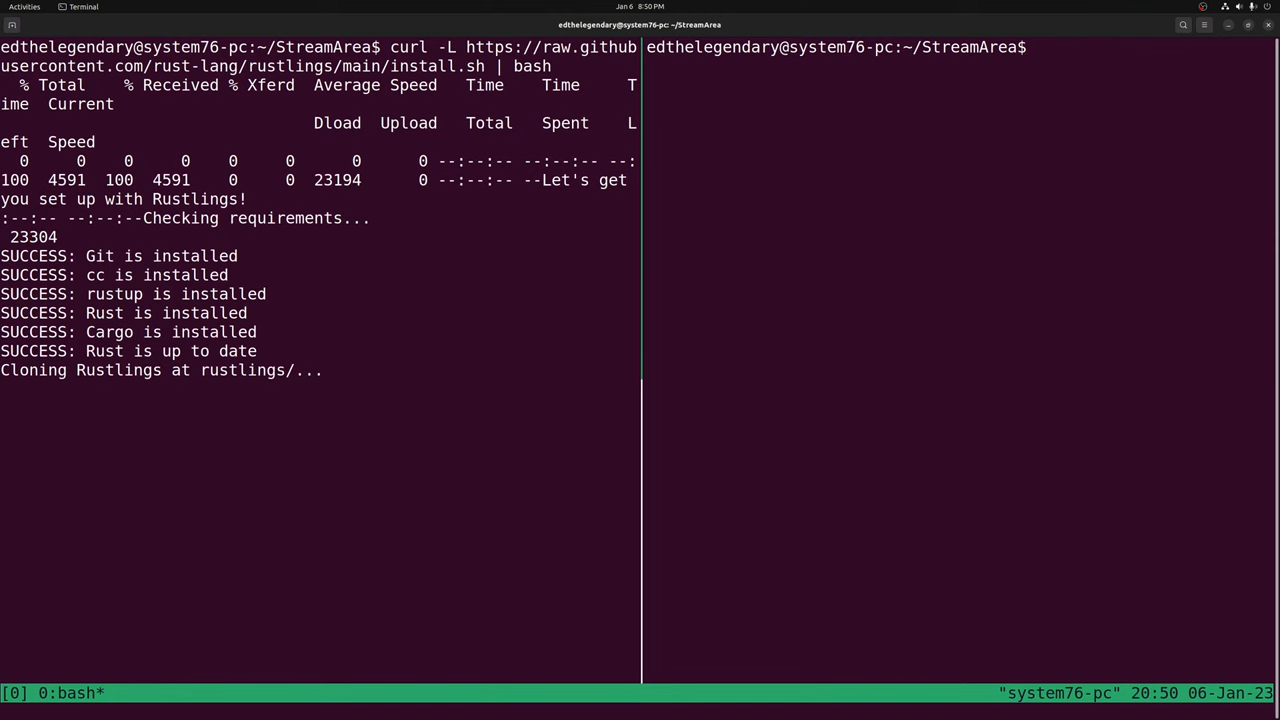 Activities Terminal Jan 6 8:50 PM
edthelegendary@system76-pc: ~/StreamArea
edthelegendary@system76-pc:~/StreamArea$ curl -L https://raw.github
usercontent.com/rust-lang/rustlings/main/install.sh | bash
  % Total    % Received % Xferd  Average Speed   Time    Time     T
ime  Current
                                 Dload  Upload   Total   Spent    L
eft  Speed
  0     0    0     0    0     0      0      0 --:--:-- --:--:-- --:
100  4591  100  4591    0     0  23194      0 --:--:-- --Let's get
you set up with Rustlings!
:--:-- --:--:--Checking requirements...
 23304
SUCCESS: Git is installed
SUCCESS: cc is installed
SUCCESS: rustup is installed
SUCCESS: Rust is installed
SUCCESS: Cargo is installed
SUCCESS: Rust is up to date
Cloning Rustlings at rustlings/...
edthelegendary@system76-pc:~/StreamArea$
[0] 0:bash* "system76-pc" 20:50 06-Jan-23